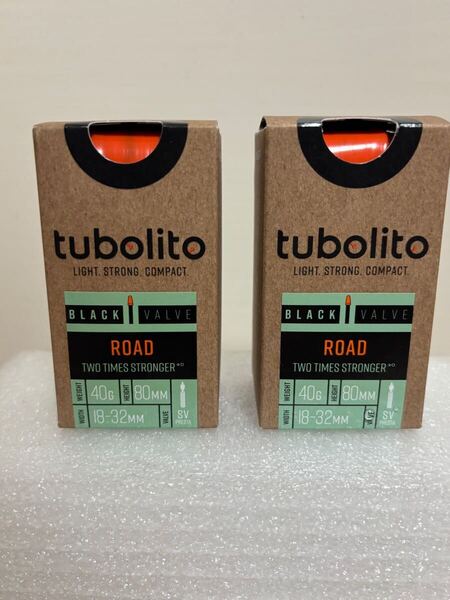 tubolito
LIGHT. STRONG. COMPACT.
BLACK VALVE
ROAD
TWO TIMES STRONGER
WEIGHT 40G HEIGHT 80MM
WIDTH 18-32MM VALVE SV
PRESTA
tubolito
LIGHT. STRONG. COMPACT.
BLACK VALVE
ROAD
TWO TIMES STRONGER
WEIGHT 40G HEIGHT 80MM
WIDTH 18-32MM VALVE SV
PRESTA